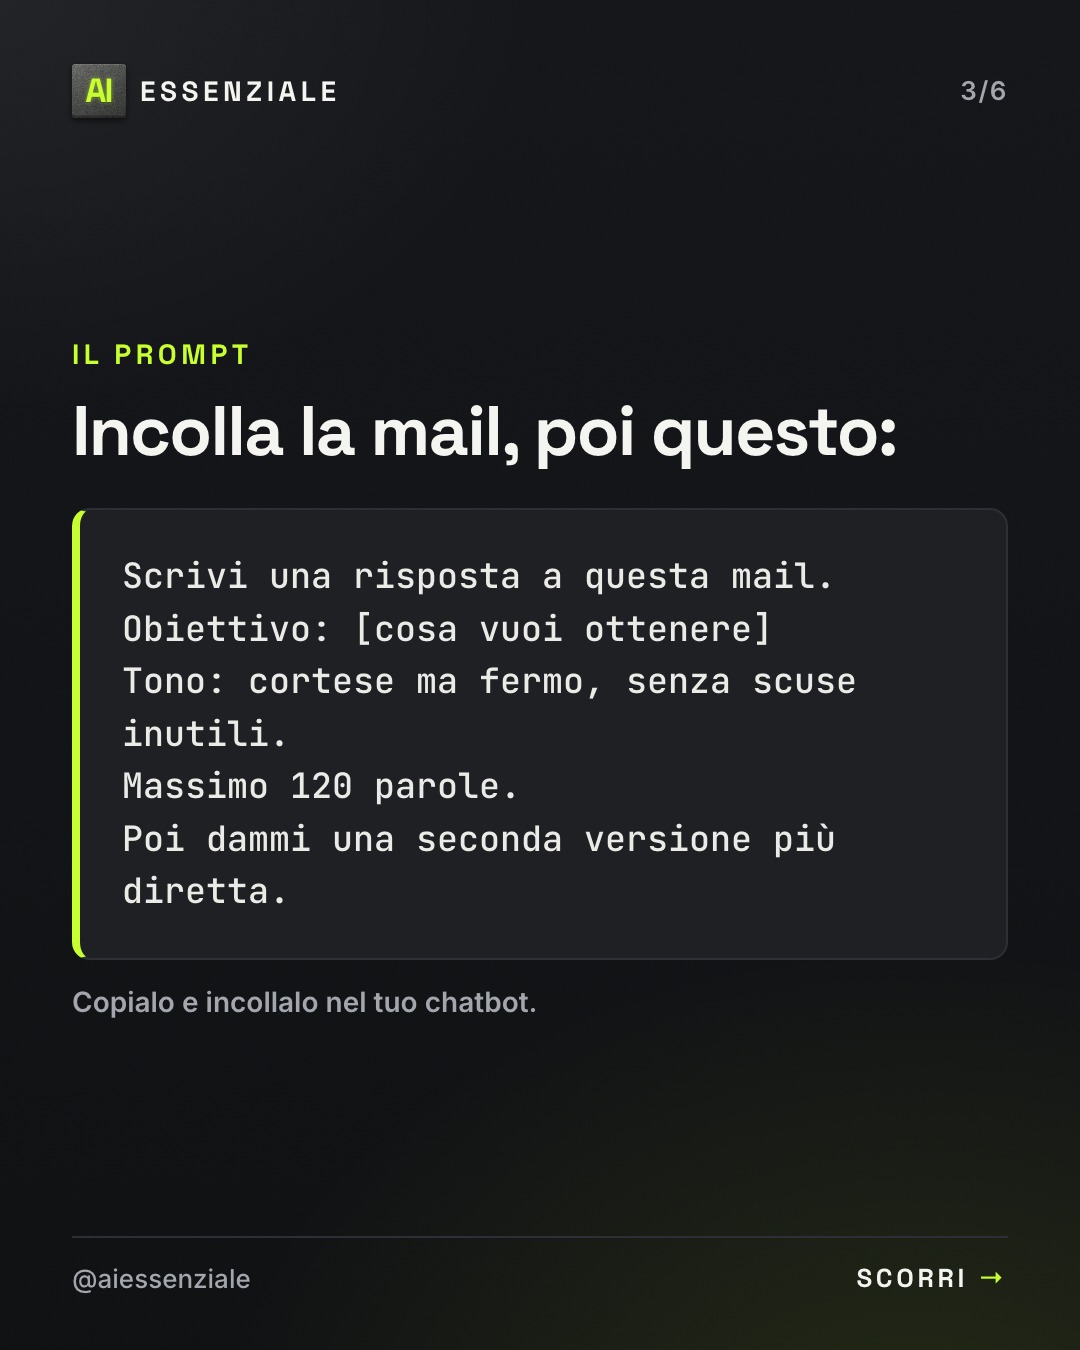 AI ESSENZIALE
3/6
IL PROMPT
Incolla la mail, poi questo:
Scrivi una risposta a questa mail.
Obiettivo: [cosa vuoi ottenere]
Tono: cortese ma fermo, senza scuse
inutili.
Massimo 120 parole.
Poi dammi una seconda versione più
diretta.
Copialo e incollalo nel tuo chatbot.
@aiessenziale
SCORRI →